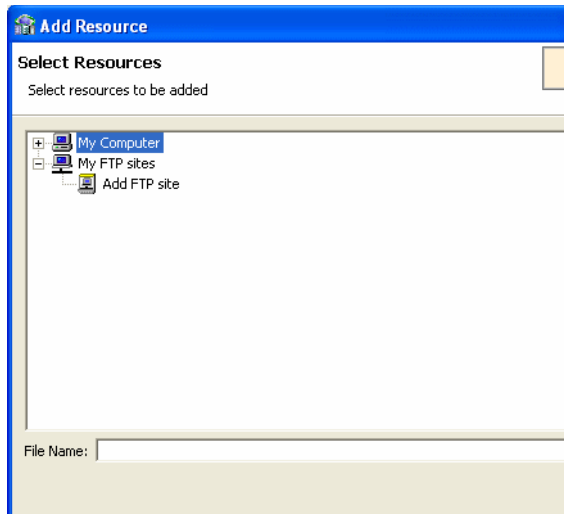 Add Resource
Select Resources
Select resources to be added
My Computer
My FTP sites
Add FTP site
File Name: